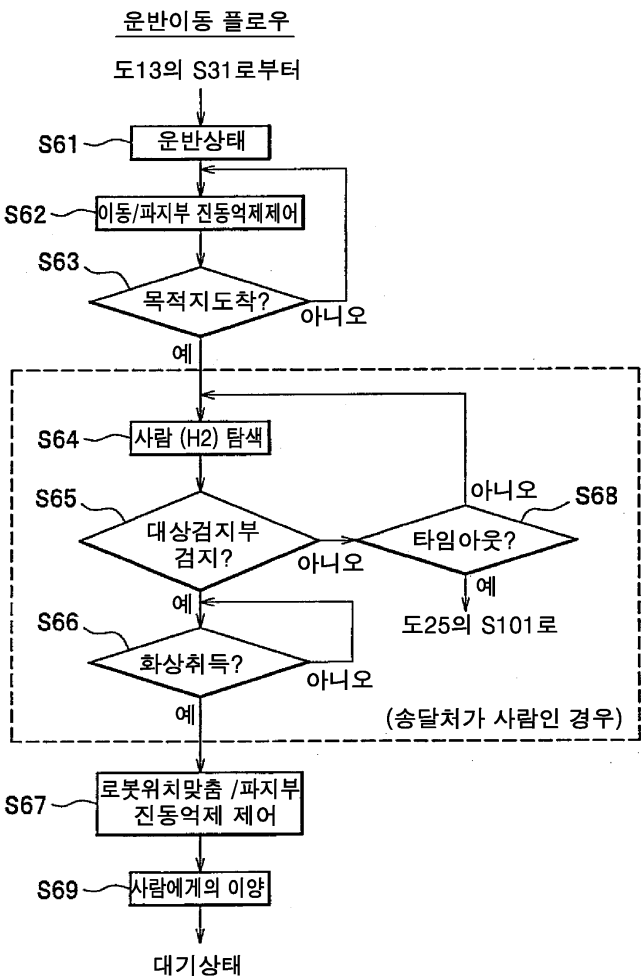 운반이동 플로우
도13의 S31로부터
S61
운반상태
S62
이동/파지부 진동억제제어
S63
목적지도착?
아니오
예
S64
사람 (H2) 탐색
S65
대상검지부
검지?
아니오
예
아니오
S68
타임아웃?
예
도25의 S101로
S66
화상취득?
아니오
예
(송달처가 사람인 경우)
S67
로봇위치맞춤 /파지부
진동억제 제어
S69
사람에게의 이양
대기상태